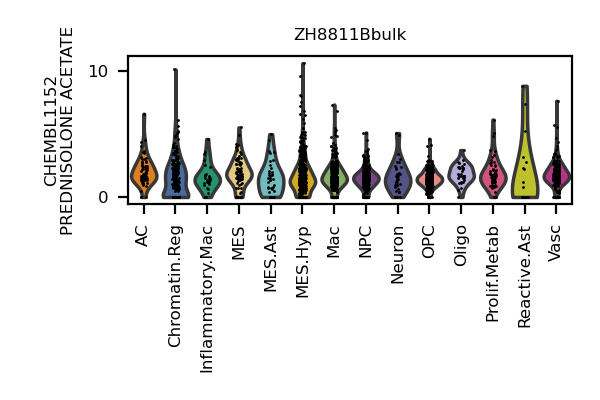 ZH8811Bbulk
CHEMBL1152
PREDNISOLONE ACETATE
10
0
AC
Chromatin.Reg
Inflammatory.Mac
MES
MES.Ast
MES.Hyp
Mac
NPC
Neuron
OPC
Oligo
Prolif.Metab
Reactive.Ast
Vasc